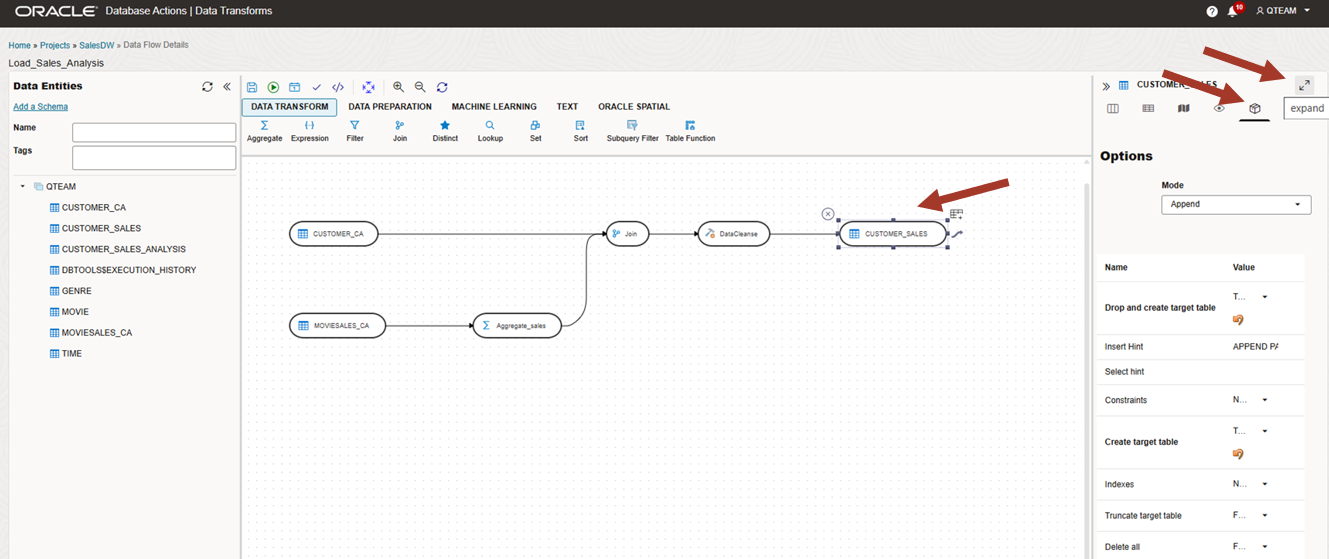 ORACLE Database Actions | Data Transforms
10
QTEAM
Home » Projects » SalesDW » Data Flow Details
Load_Sales_Analysis
Data Entities
Add a Schema
Name
Tags
QTEAM
CUSTOMER_CA
CUSTOMER_SALES
CUSTOMER_SALES_ANALYSIS
DBTOOLS$EXECUTION_HISTORY
GENRE
MOVIE
MOVIESALES_CA
TIME
DATA TRANSFORM DATA PREPARATION MACHINE LEARNING TEXT ORACLE SPATIAL
Aggregate Expression Filter Join Distinct Lookup Set Sort Subquery Filter Table Function
CUSTOMER_CA Join DataCleanse CUSTOMER_SALES
MOVIESALES_CA Aggregate_sales
CUSTOMER_SALES
expand
Options
Mode
Append
Name Value
Drop and create target table T...
Insert Hint APPEND PA
Select hint
Constraints N...
Create target table T...
Indexes N...
Truncate target table F...
Delete all F...